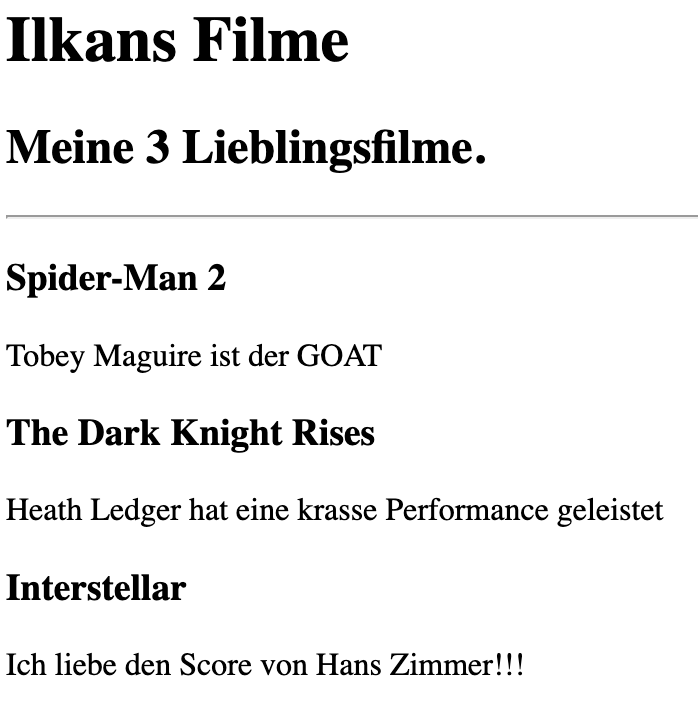 Ilkans Filme
Meine 3 Lieblingsfilme.
Spider-Man 2
Tobey Maguire ist der GOAT
The Dark Knight Rises
Heath Ledger hat eine krasse Performance geleistet
Interstellar
Ich liebe den Score von Hans Zimmer!!!